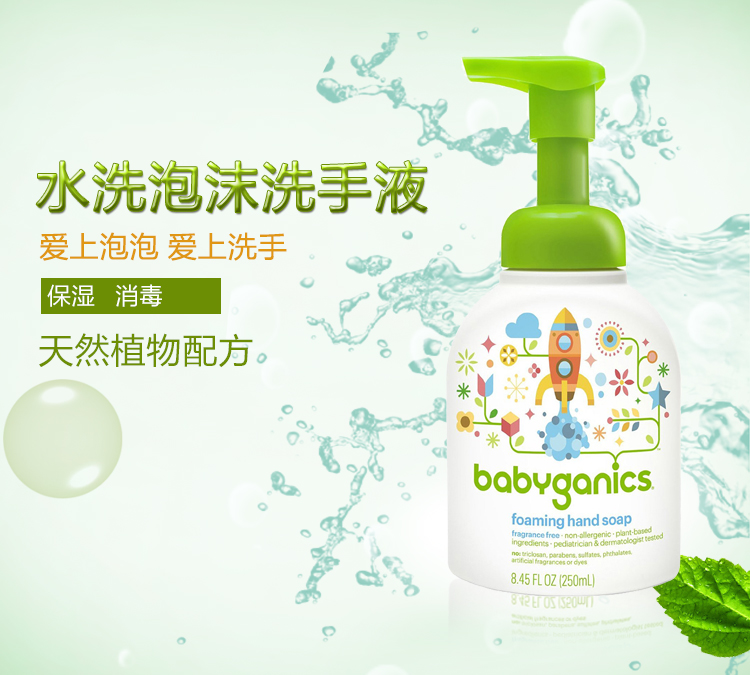 水洗泡沫洗手液
爱上泡泡 爱上洗手
保湿 消毒
天然植物配方
babyganics
foaming hand soap
fragrance free · non-allergenic · plant-based
ingredients · pediatrician & dermatologist tested
no: triclosan, parabens, sulfates, phthalates,
artificial fragrances or dyes
8.45 FL OZ (250mL)